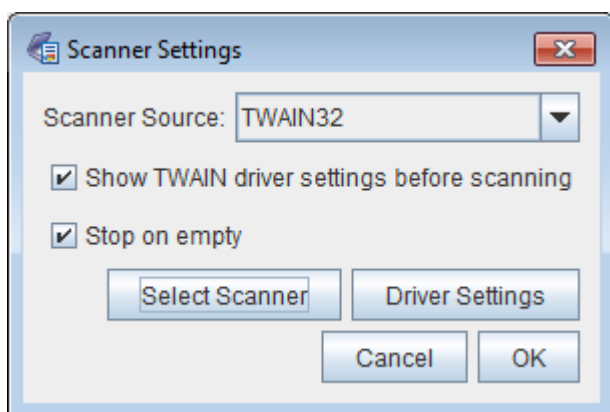 Scanner Settings
Scanner Source: TWAIN32
Show TWAIN driver settings before scanning
Stop on empty
Select Scanner Driver Settings
Cancel OK